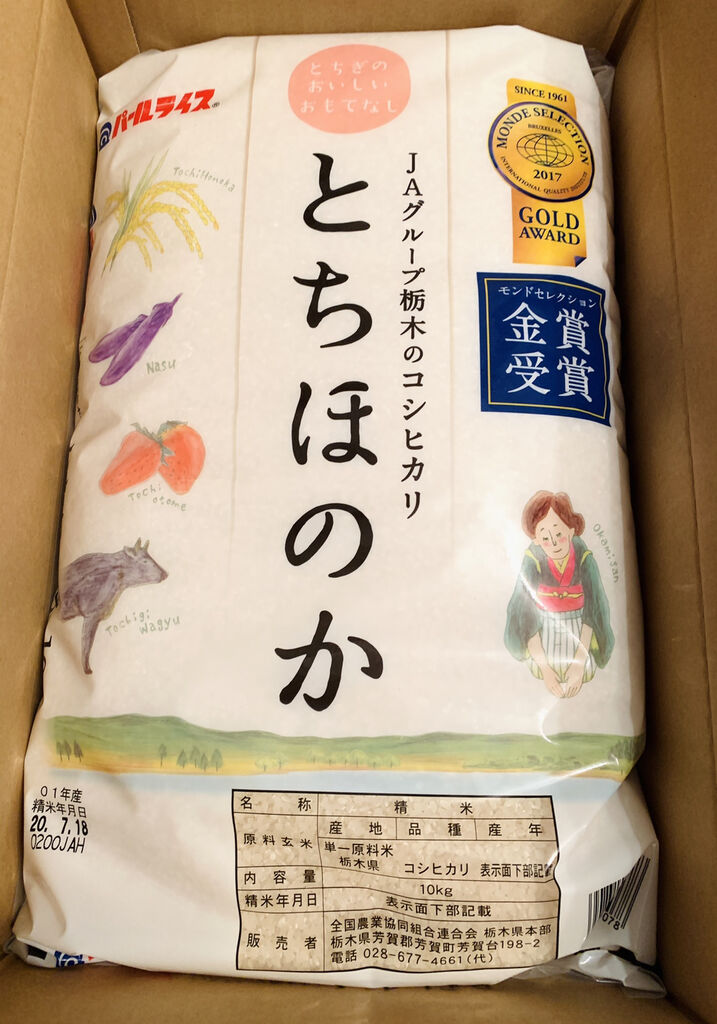 とちぎの
おいしい
おもてなし
パールライス®
JAグループ栃木のコシヒカリ
とちほのか
SINCE 1961
MONDE SELECTION
BRUXELLES
INTERNATIONAL QUALITY INSTITUTE
2017
GOLD
AWARD
モンドセレクション
金賞
受賞
TochiHonoka
Nasu
Tochi
otome
Tochigi
Wagyu
Okamisan
01年産
精米年月日
20. 7.18
0200JAH
名称 精米
原料玄米 産地 品種 産年
単一原料米
栃木県 コシヒカリ 表示面下部記
内容量 10kg
精米年月日 表示面下部記載
販売者 全国農業協同組合連合会 栃木県本部
栃木県芳賀郡芳賀町芳賀台198-2
電話 028-677-4661(代)
078